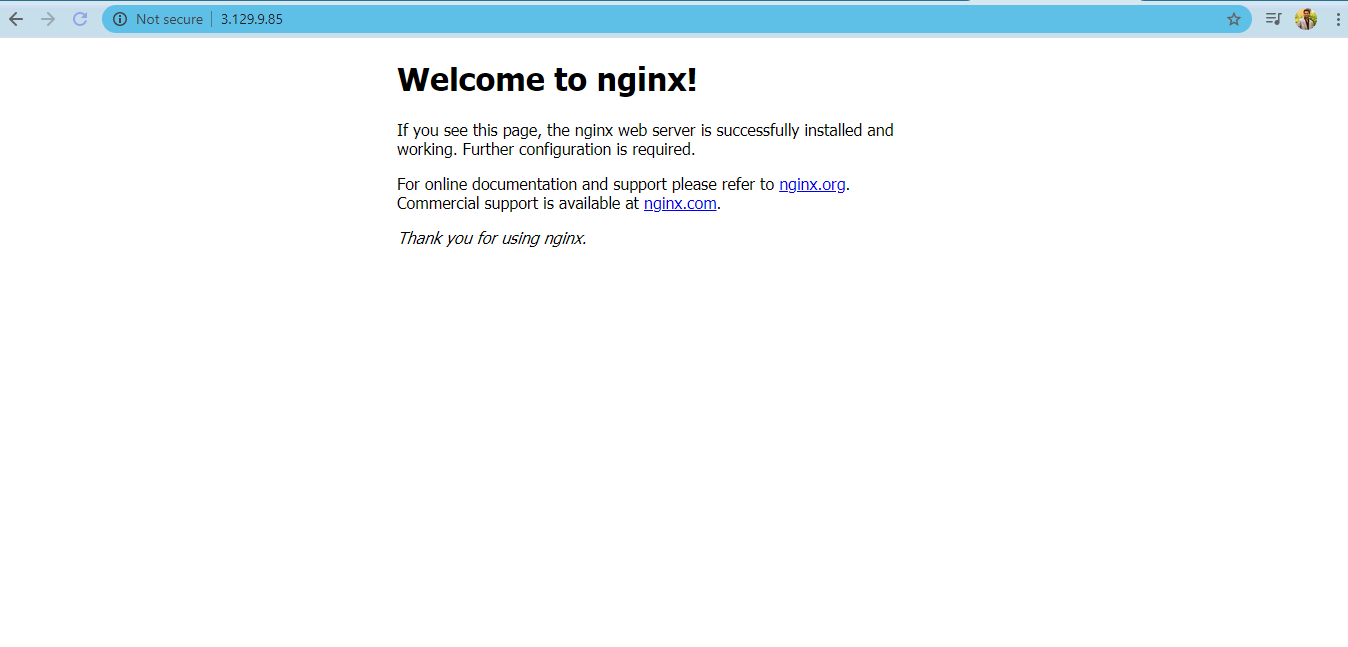 Not secure 3.129.9.85
Welcome to nginx!
If you see this page, the nginx web server is successfully installed and
working. Further configuration is required.
For online documentation and support please refer to nginx.org.
Commercial support is available at nginx.com.
Thank you for using nginx.